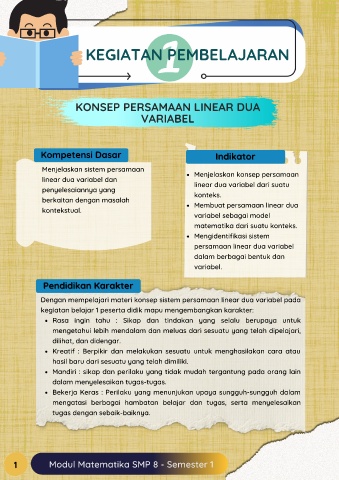 KEGIATAN PEMBELAJARAN
1
KONSEP PERSAMAAN LINEAR DUA
VARIABEL
Kompetensi Dasar
Menjelaskan sistem persamaan
linear dua variabel dan
penyelesaiannya yang
berkaitan dengan masalah
kontekstual.
Indikator
• Menjelaskan konsep persamaan
linear dua variabel dari suatu
konteks.
• Membuat persamaan linear dua
variabel sebagai model
matematika dari suatu konteks.
• Mengidentifikasi sistem
persamaan linear dua variabel
dalam berbagai bentuk dan
variabel.
Pendidikan Karakter
Dengan mempelajari materi konsep sistem persamaan linear dua variabel pada
kegiatan belajar 1 peserta didik mapu mengembangkan karakter:
• Rasa ingin tahu : Sikap dan tindakan yang selalu berupaya untuk
mengetahui lebih mendalam dan meluas dari sesuatu yang telah dipelajari,
dilihat, dan didengar.
• Kreatif : Berpikir dan melakukan sesuatu untuk menghasilakan cara atau
hasil baru dari sesuatu yang telah dimiliki.
• Mandiri : sikap dan perilaku yang tidak mudah tergantung pada orang lain
dalam menyelesaikan tugas-tugas.
• Bekerja Keras : Perilaku yang menunjukan upaya sungguh-sungguh dalam
mengatasi berbagai hambatan belajar dan tugas, serta menyelesaikan
tugas dengan sebaik-baiknya.
1
Modul Matematika SMP 8 - Semester 1